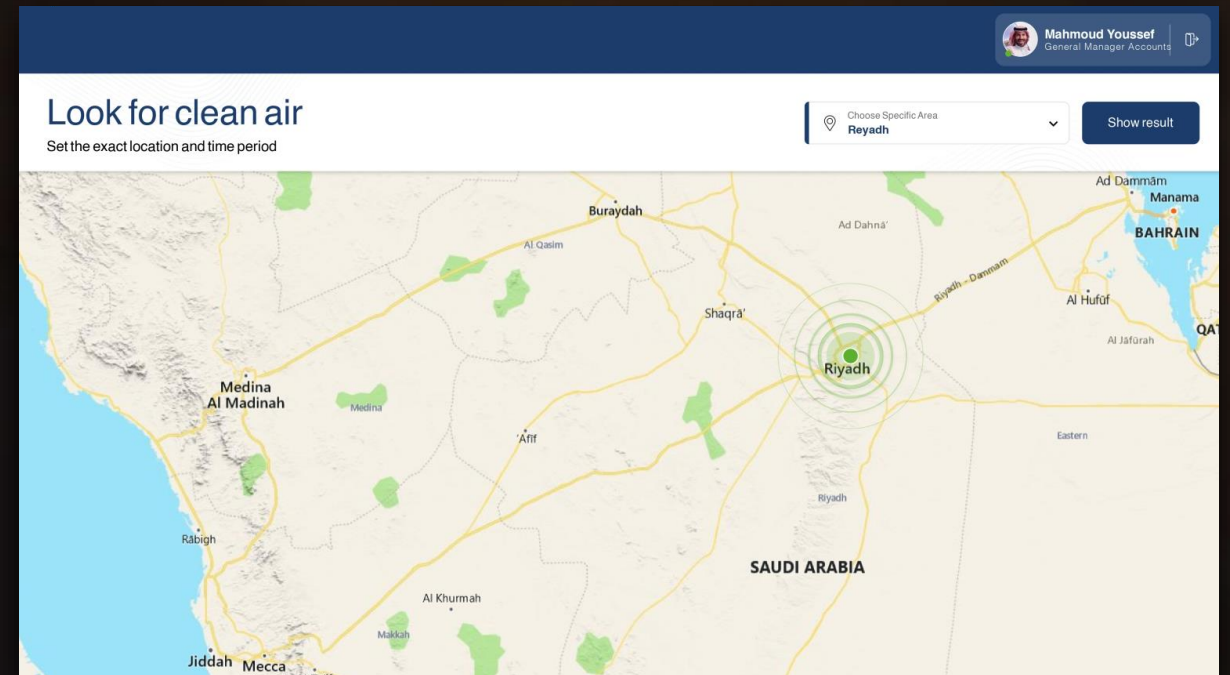 Mahmoud Youssef
General Manager Accounts
Look for clean air
Set the exact location and time period
Choose Specific Area
Reyadh
Show result
Ad Dammām
Manama
BAHRAIN
Buraydah
Ad Dahnā'
Al Qasim
Riyadh - Dammam
Al Hufūf
Shaqrā'
QAT
Al Jāfūrah
Riyadh
Medina
Al Madinah
Medina
'Afīf
Eastern
Riyadh
Rābigh
SAUDI ARABIA
Al Khurmah
Makkah
Jiddah
Mecca